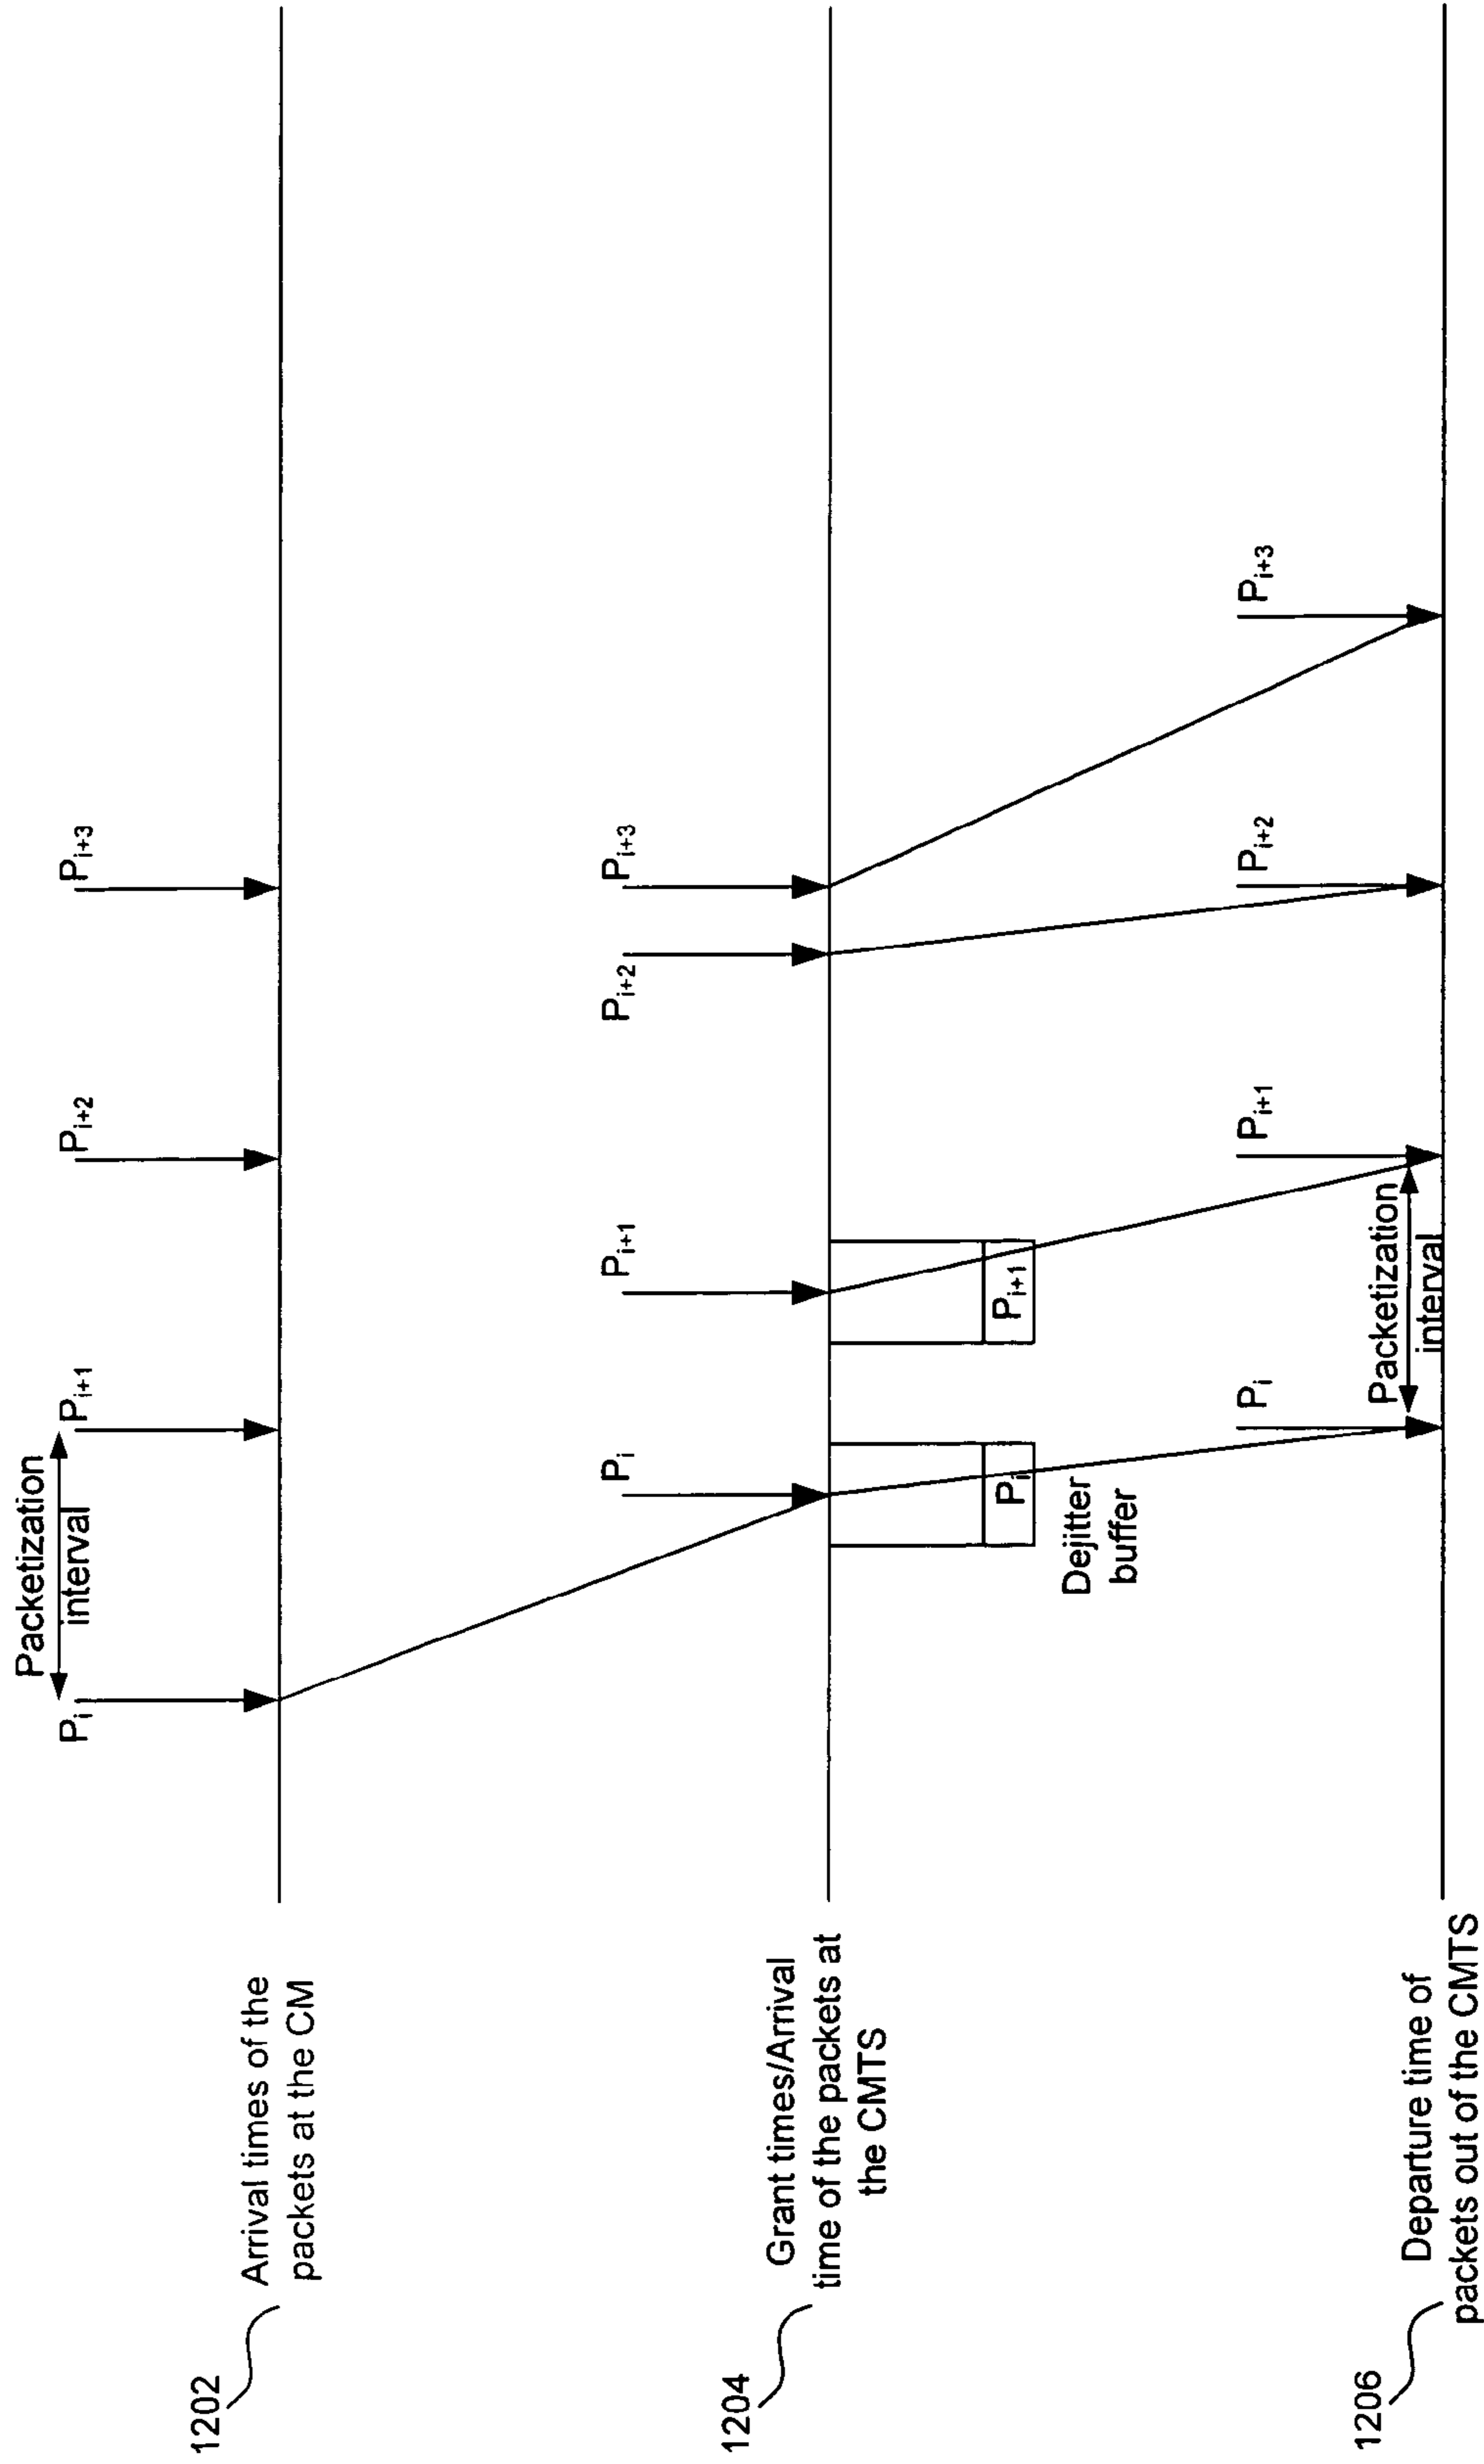 Packetization
interval
Pi
Pi+1
Pi+2
Pi+3
1202
Arrival times of the
packets at the CM
Pi
Pi+1
Pi+2
Pi+3
1204
Grant times/Arrival
time of the packets at
the CMTS
Pi
Pi+1
Dejitter
buffer
Pi
Pi+1
Pi+2
Pi+3
Packetization
interval
1206
Departure time of
packets out of the CMTS